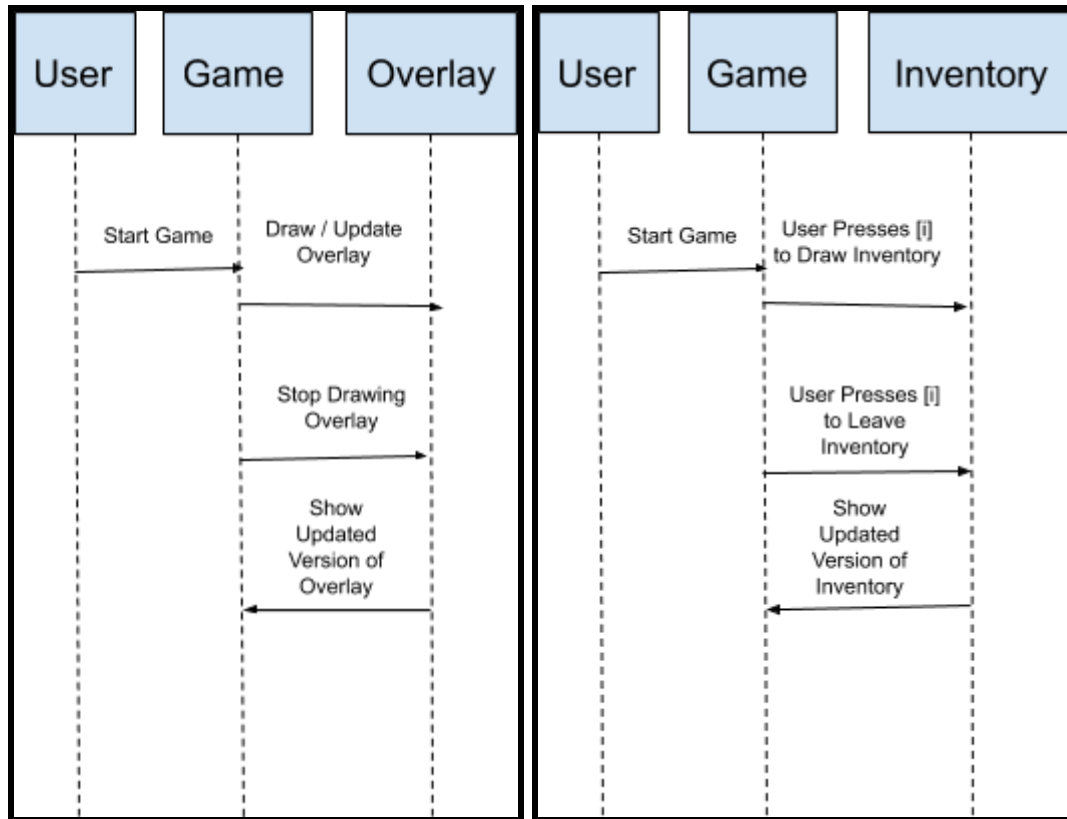 User
Game
Overlay
Start Game
Draw / Update
Overlay
Stop Drawing
Overlay
Show
Updated
Version of
Overlay
User
Game
Inventory
Start Game
User Presses [i]
to Draw Inventory
User Presses [i]
to Leave
Inventory
Show
Updated
Version of
Inventory